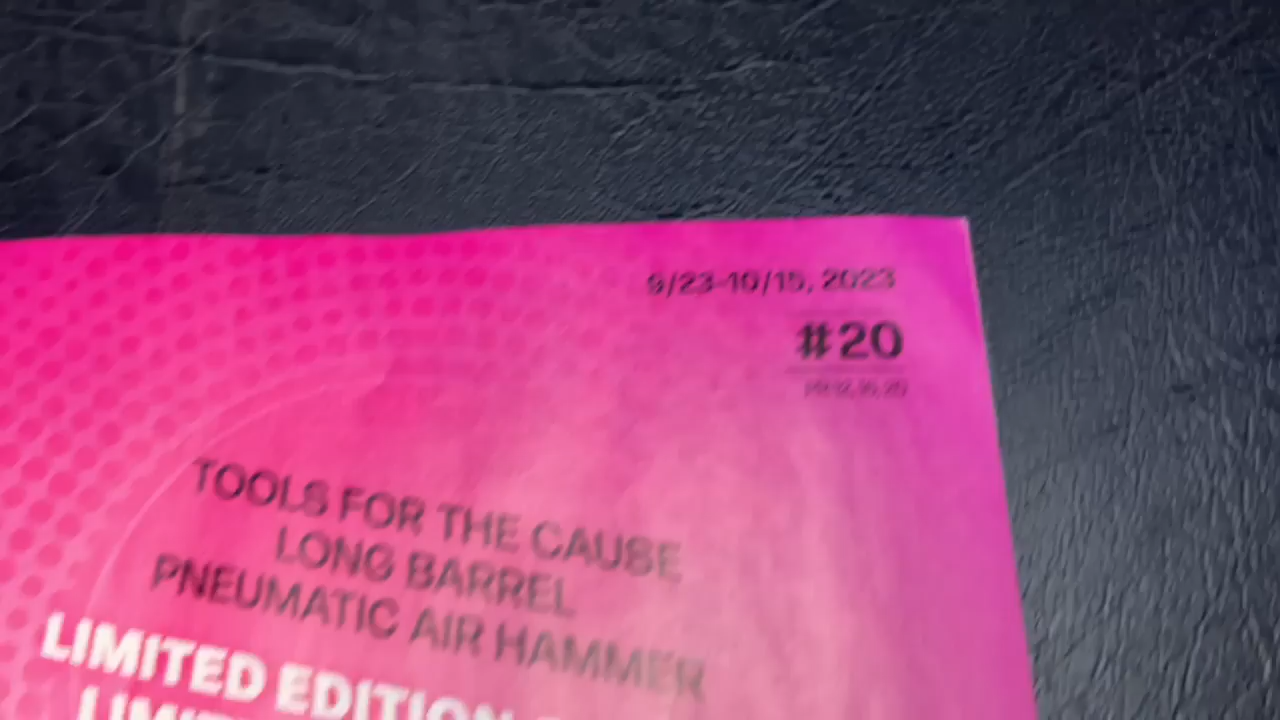 9/23-10/15, 2023
#20
TOOLS FOR THE CAUSE
LONG BARREL
PNEUMATIC AIR HAMMER
LIMITED EDITION